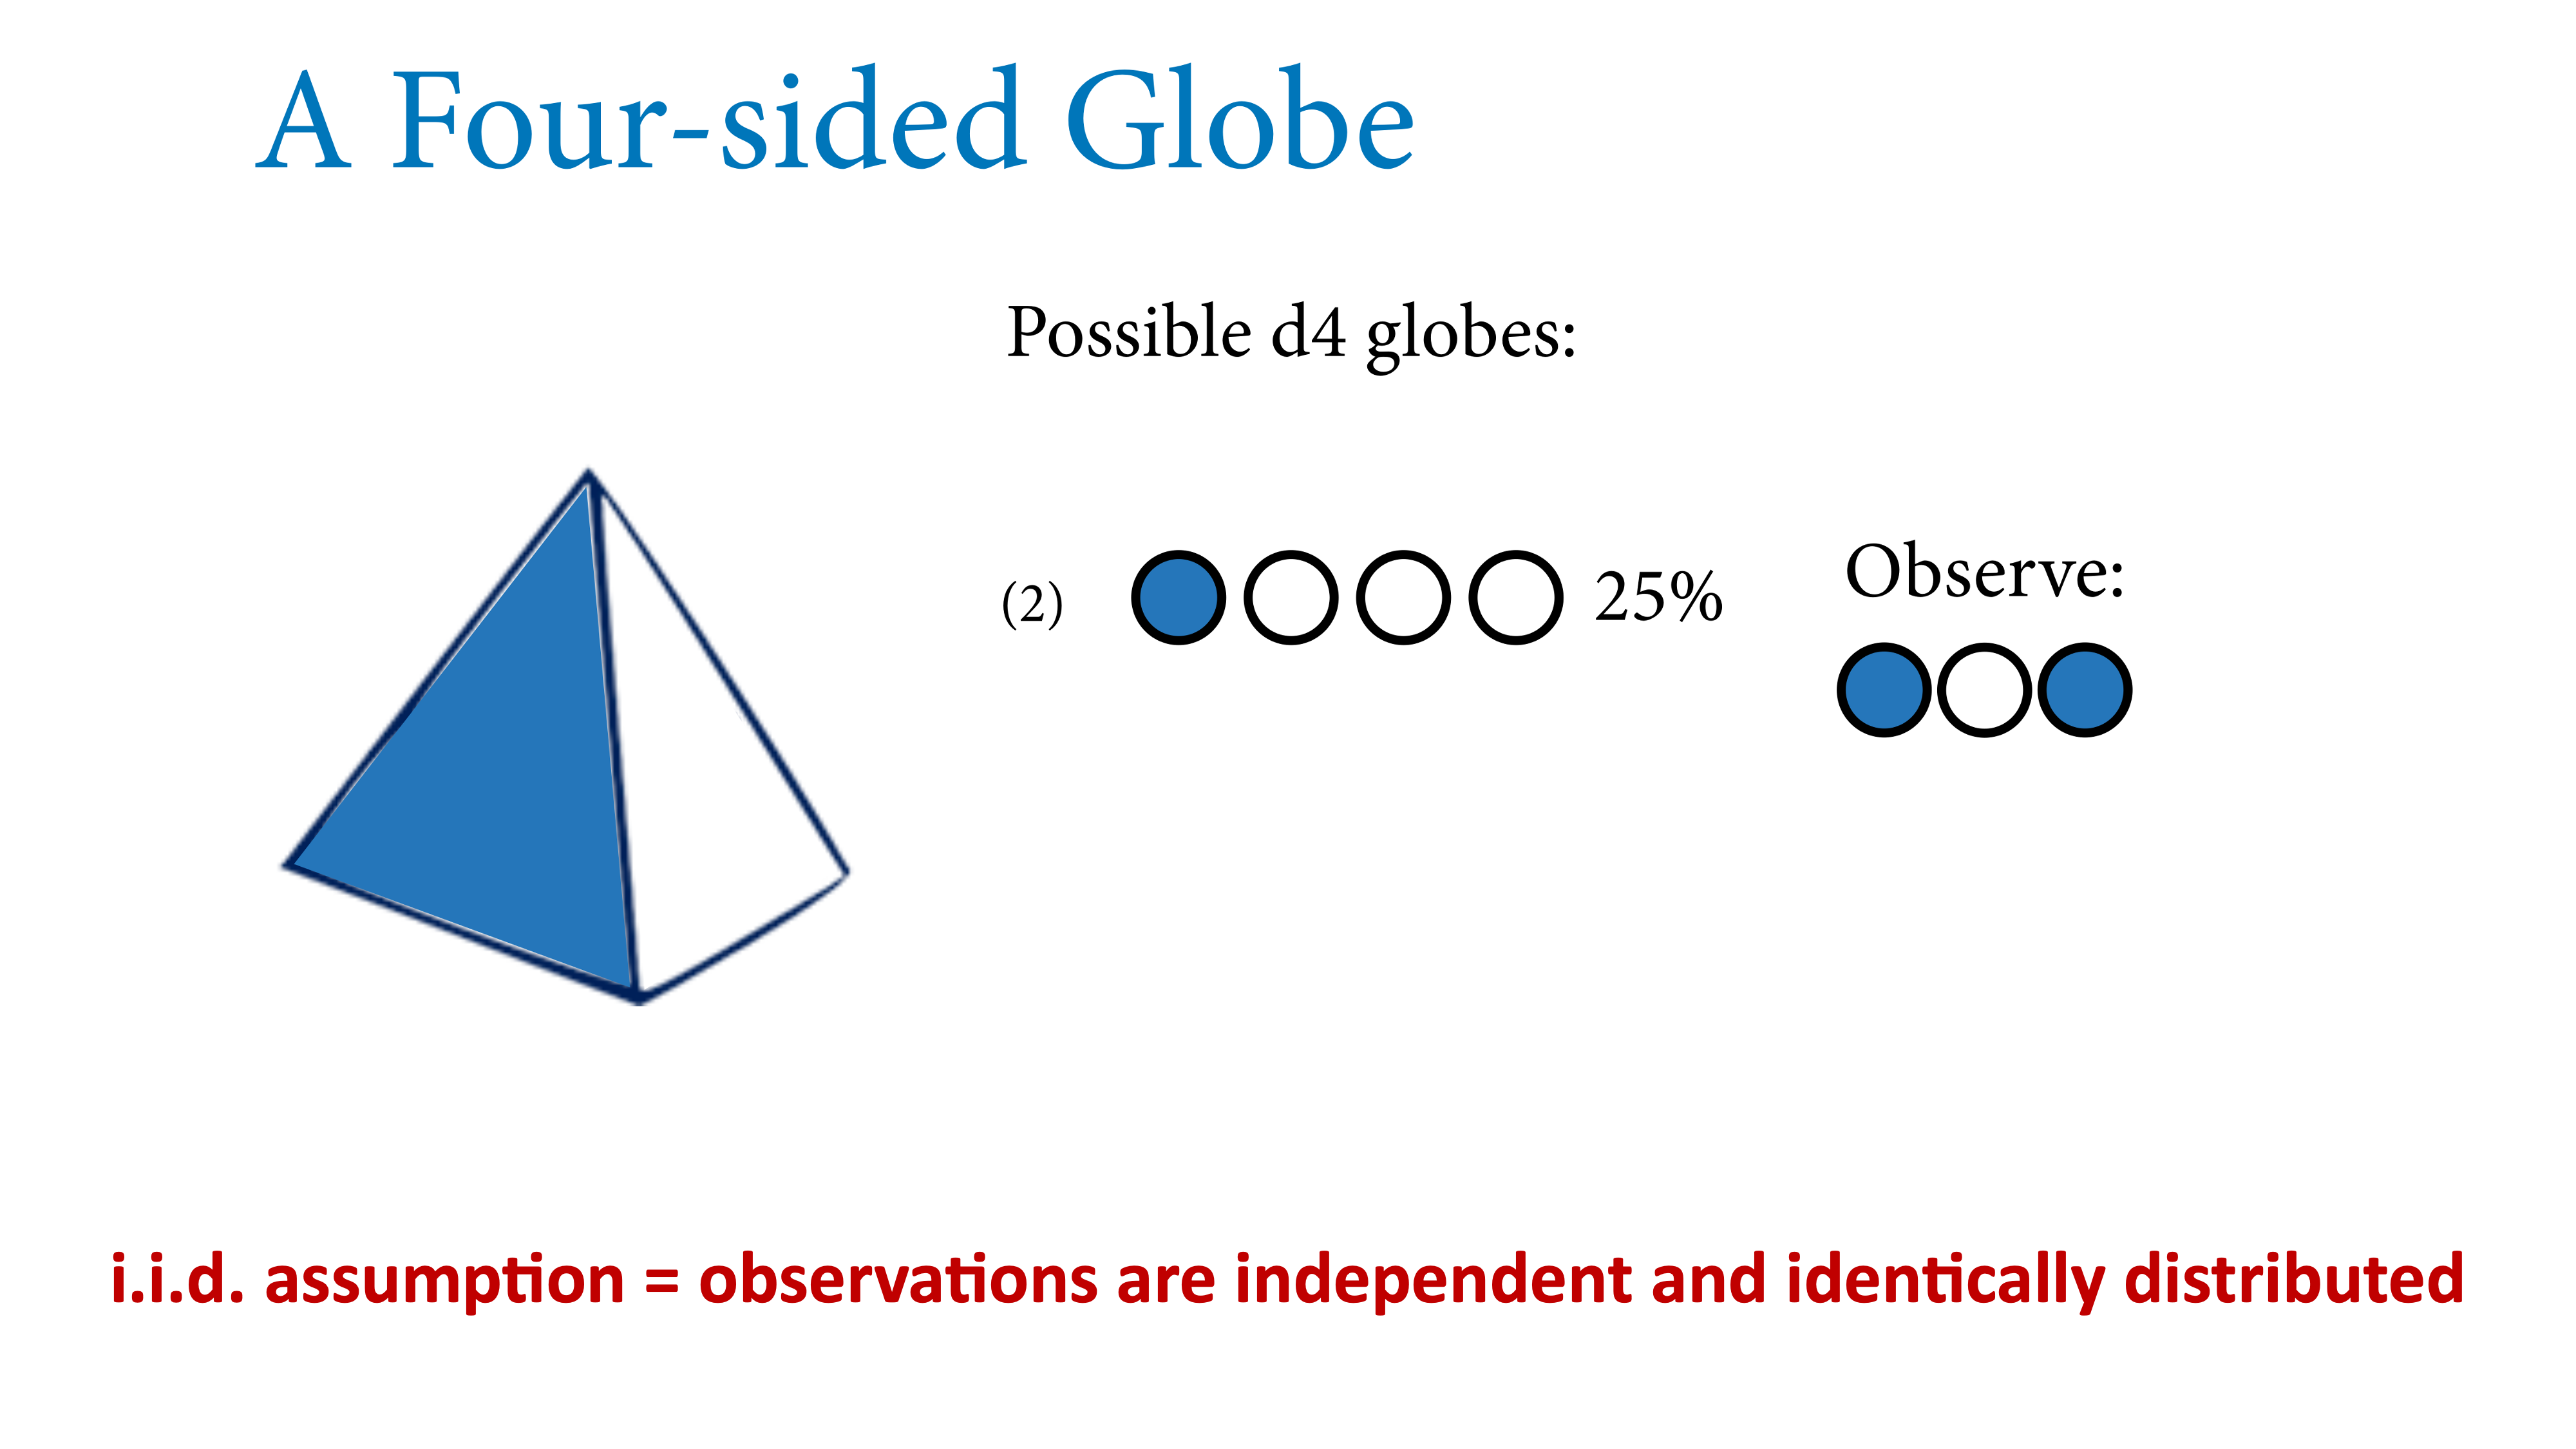 A Four-sided Globe
Possible d4 globes:
(2) 25%
Observe:
i.i.d. assumption = observations are independent and identically distributed